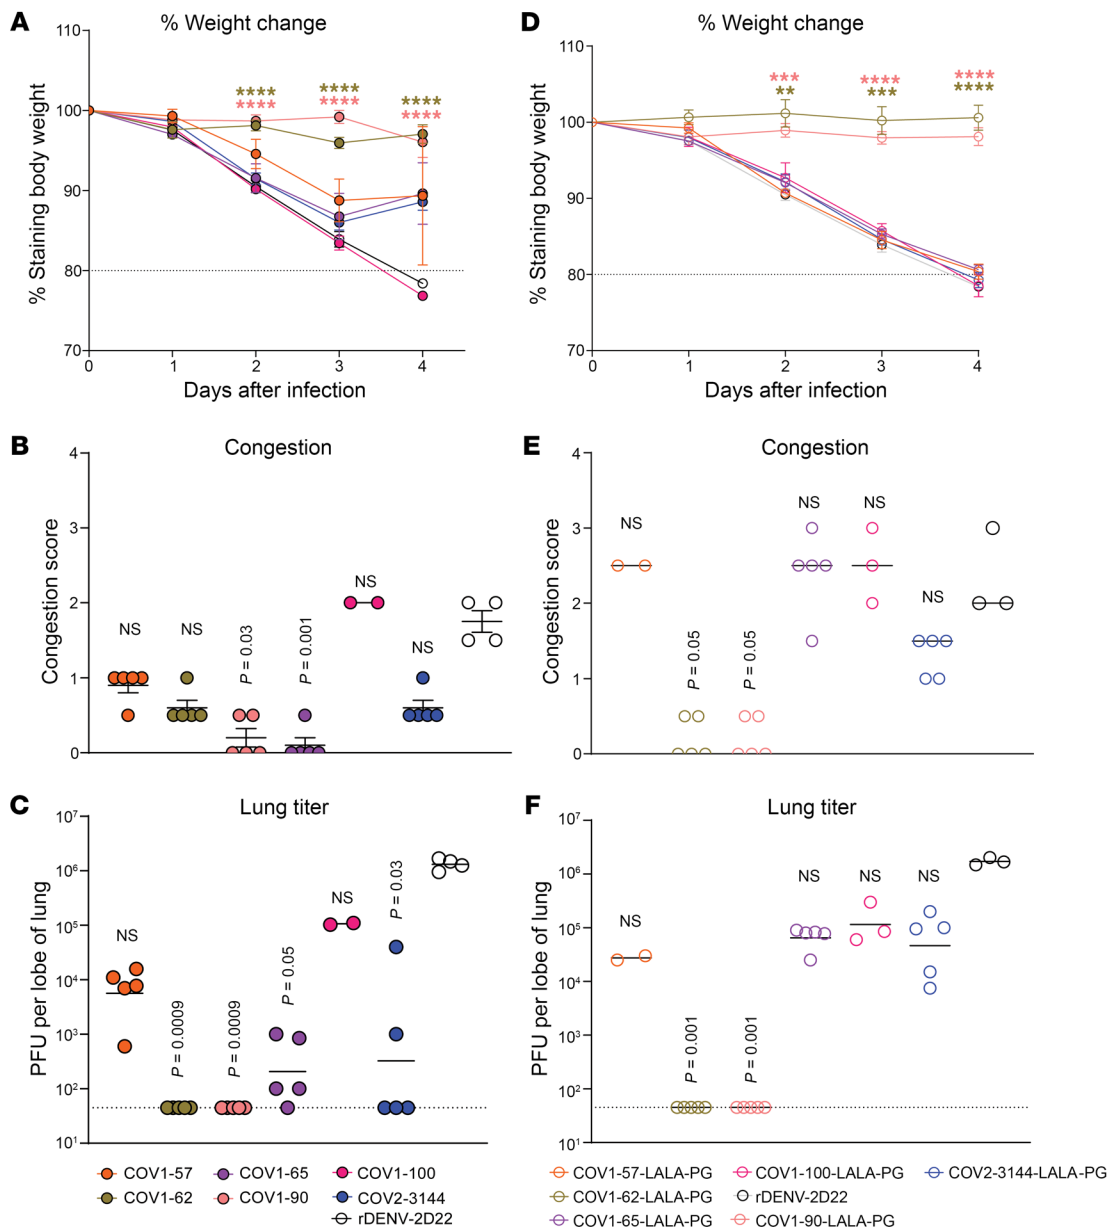 A
% Weight change
110
100
90
80
70
% Staining body weight
****
****
****
****
****
****
0 1 2 3 4
Days after infection
D
% Weight change
110
100
90
80
70
% Staining body weight
***
**
****
***
****
****
0 1 2 3 4
Days after infection
B
Congestion
4
3
2
1
0
Congestion score
NS
NS
P = 0.03
P = 0.001
NS
NS
E
Congestion
4
3
2
1
0
Congestion score
NS
P = 0.05
P = 0.05
NS
NS
NS
C
Lung titer
10⁷
10⁶
10⁵
10⁴
10³
10²
10¹
PFU per lobe of lung
NS
P = 0.0009
P = 0.0009
P = 0.05
NS
P = 0.03
F
Lung titer
10⁷
10⁶
10⁵
10⁴
10³
10²
10¹
PFU per lobe of lung
NS
P = 0.001
P = 0.001
NS
NS
NS
COV1-57 COV1-65 COV1-100
COV1-62 COV1-90 COV2-3144
rDENV-2D22
COV1-57-LALA-PG COV1-100-LALA-PG COV2-3144-LALA-PG
COV1-62-LALA-PG rDENV-2D22
COV1-65-LALA-PG COV1-90-LALA-PG